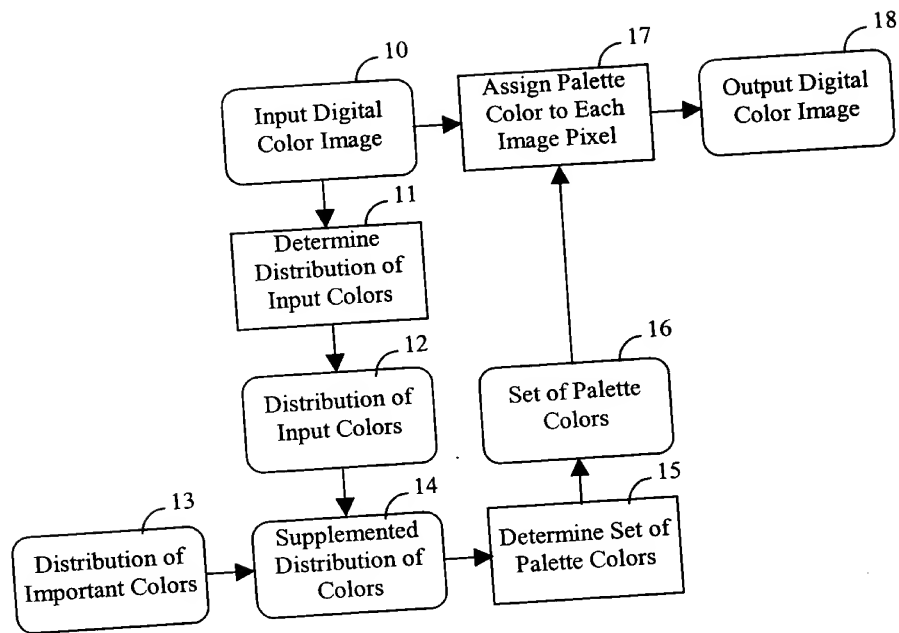 10
Input Digital
Color Image
17
Assign Palette
Color to Each
Image Pixel
18
Output Digital
Color Image
11
Determine
Distribution of
Input Colors
12
Distribution of
Input Colors
13
Distribution of
Important Colors
14
Supplemented
Distribution of
Colors
15
Determine Set of
Palette Colors
16
Set of Palette
Colors